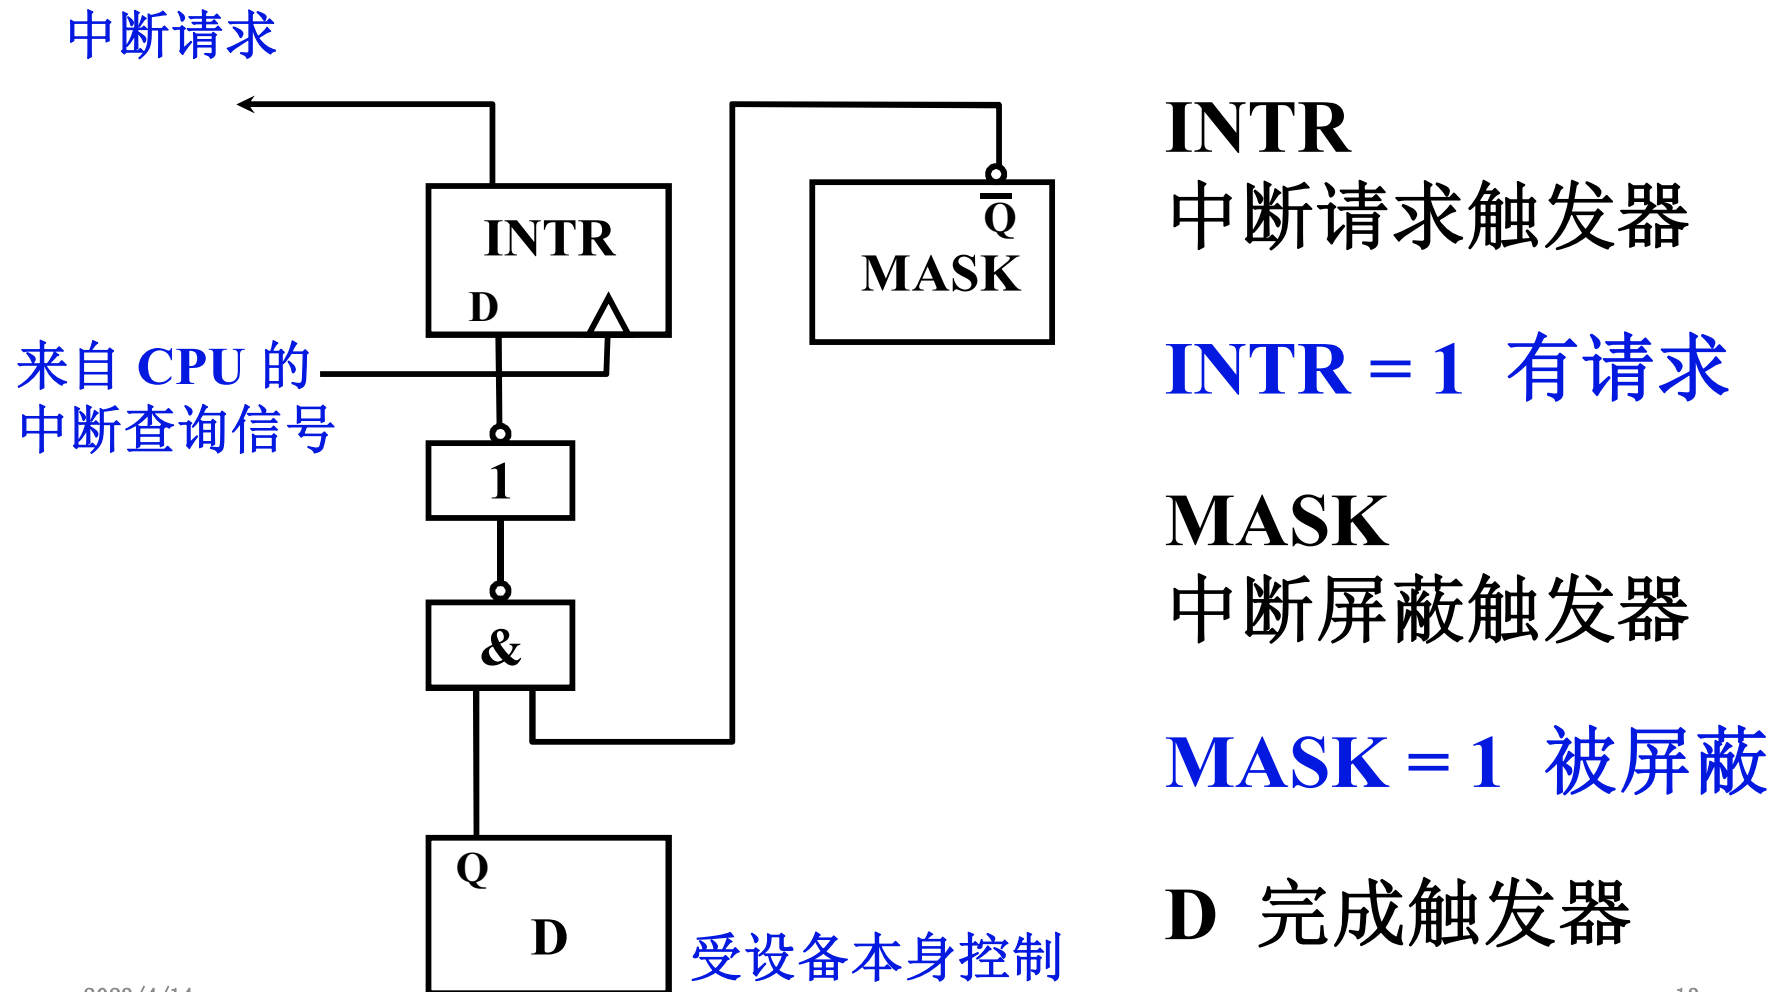 中断请求
INTR
D
来自 CPU 的
中断查询信号
1
&
Q
D
受设备本身控制
Q̅
MASK
INTR
中断请求触发器
INTR = 1 有请求
MASK
中断屏蔽触发器
MASK = 1 被屏蔽
D 完成触发器